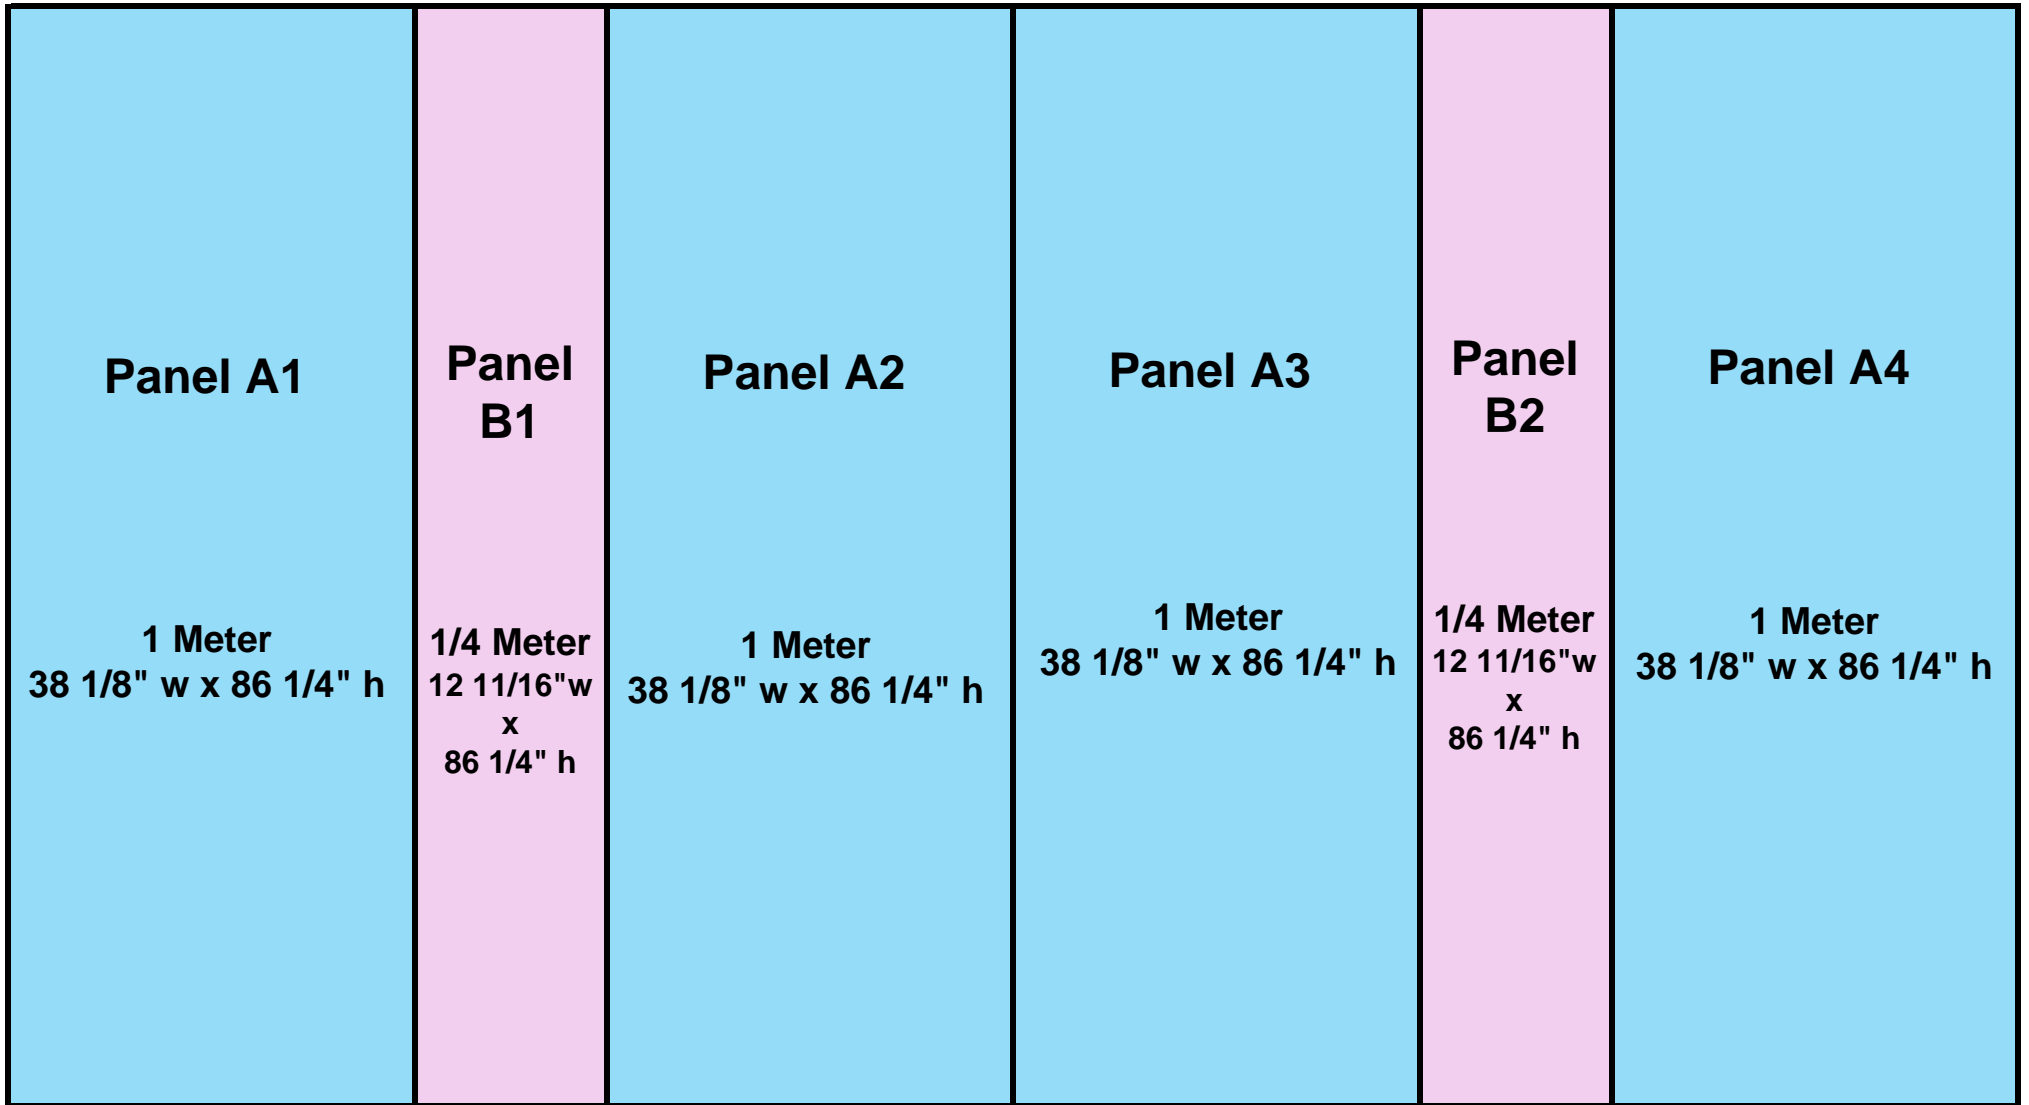 Panel A1
1 Meter
38 1/8" w x 86 1/4" h
Panel
B1
1/4 Meter
12 11/16"w
x
86 1/4" h
Panel A2
1 Meter
38 1/8" w x 86 1/4" h
Panel A3
1 Meter
38 1/8" w x 86 1/4" h
Panel
B2
1/4 Meter
12 11/16"w
x
86 1/4" h
Panel A4
1 Meter
38 1/8" w x 86 1/4" h